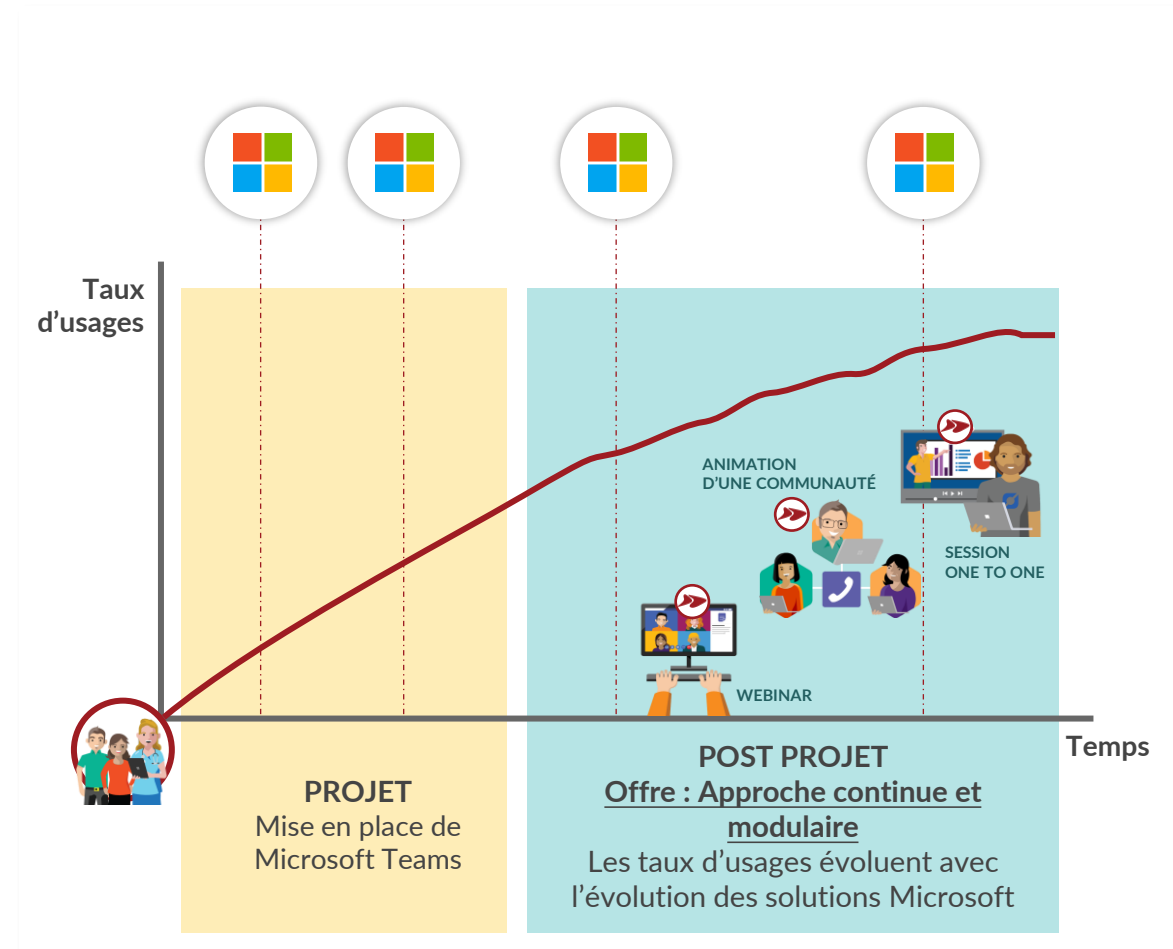 Taux
d’usages
ANIMATION
D’UNE COMMUNAUTÉ
SESSION
ONE TO ONE
WEBINAR
Temps
PROJET
Mise en place de
Microsoft Teams
POST PROJET
Offre : Approche continue et
modulaire
Les taux d’usages évoluent avec
l’évolution des solutions Microsoft